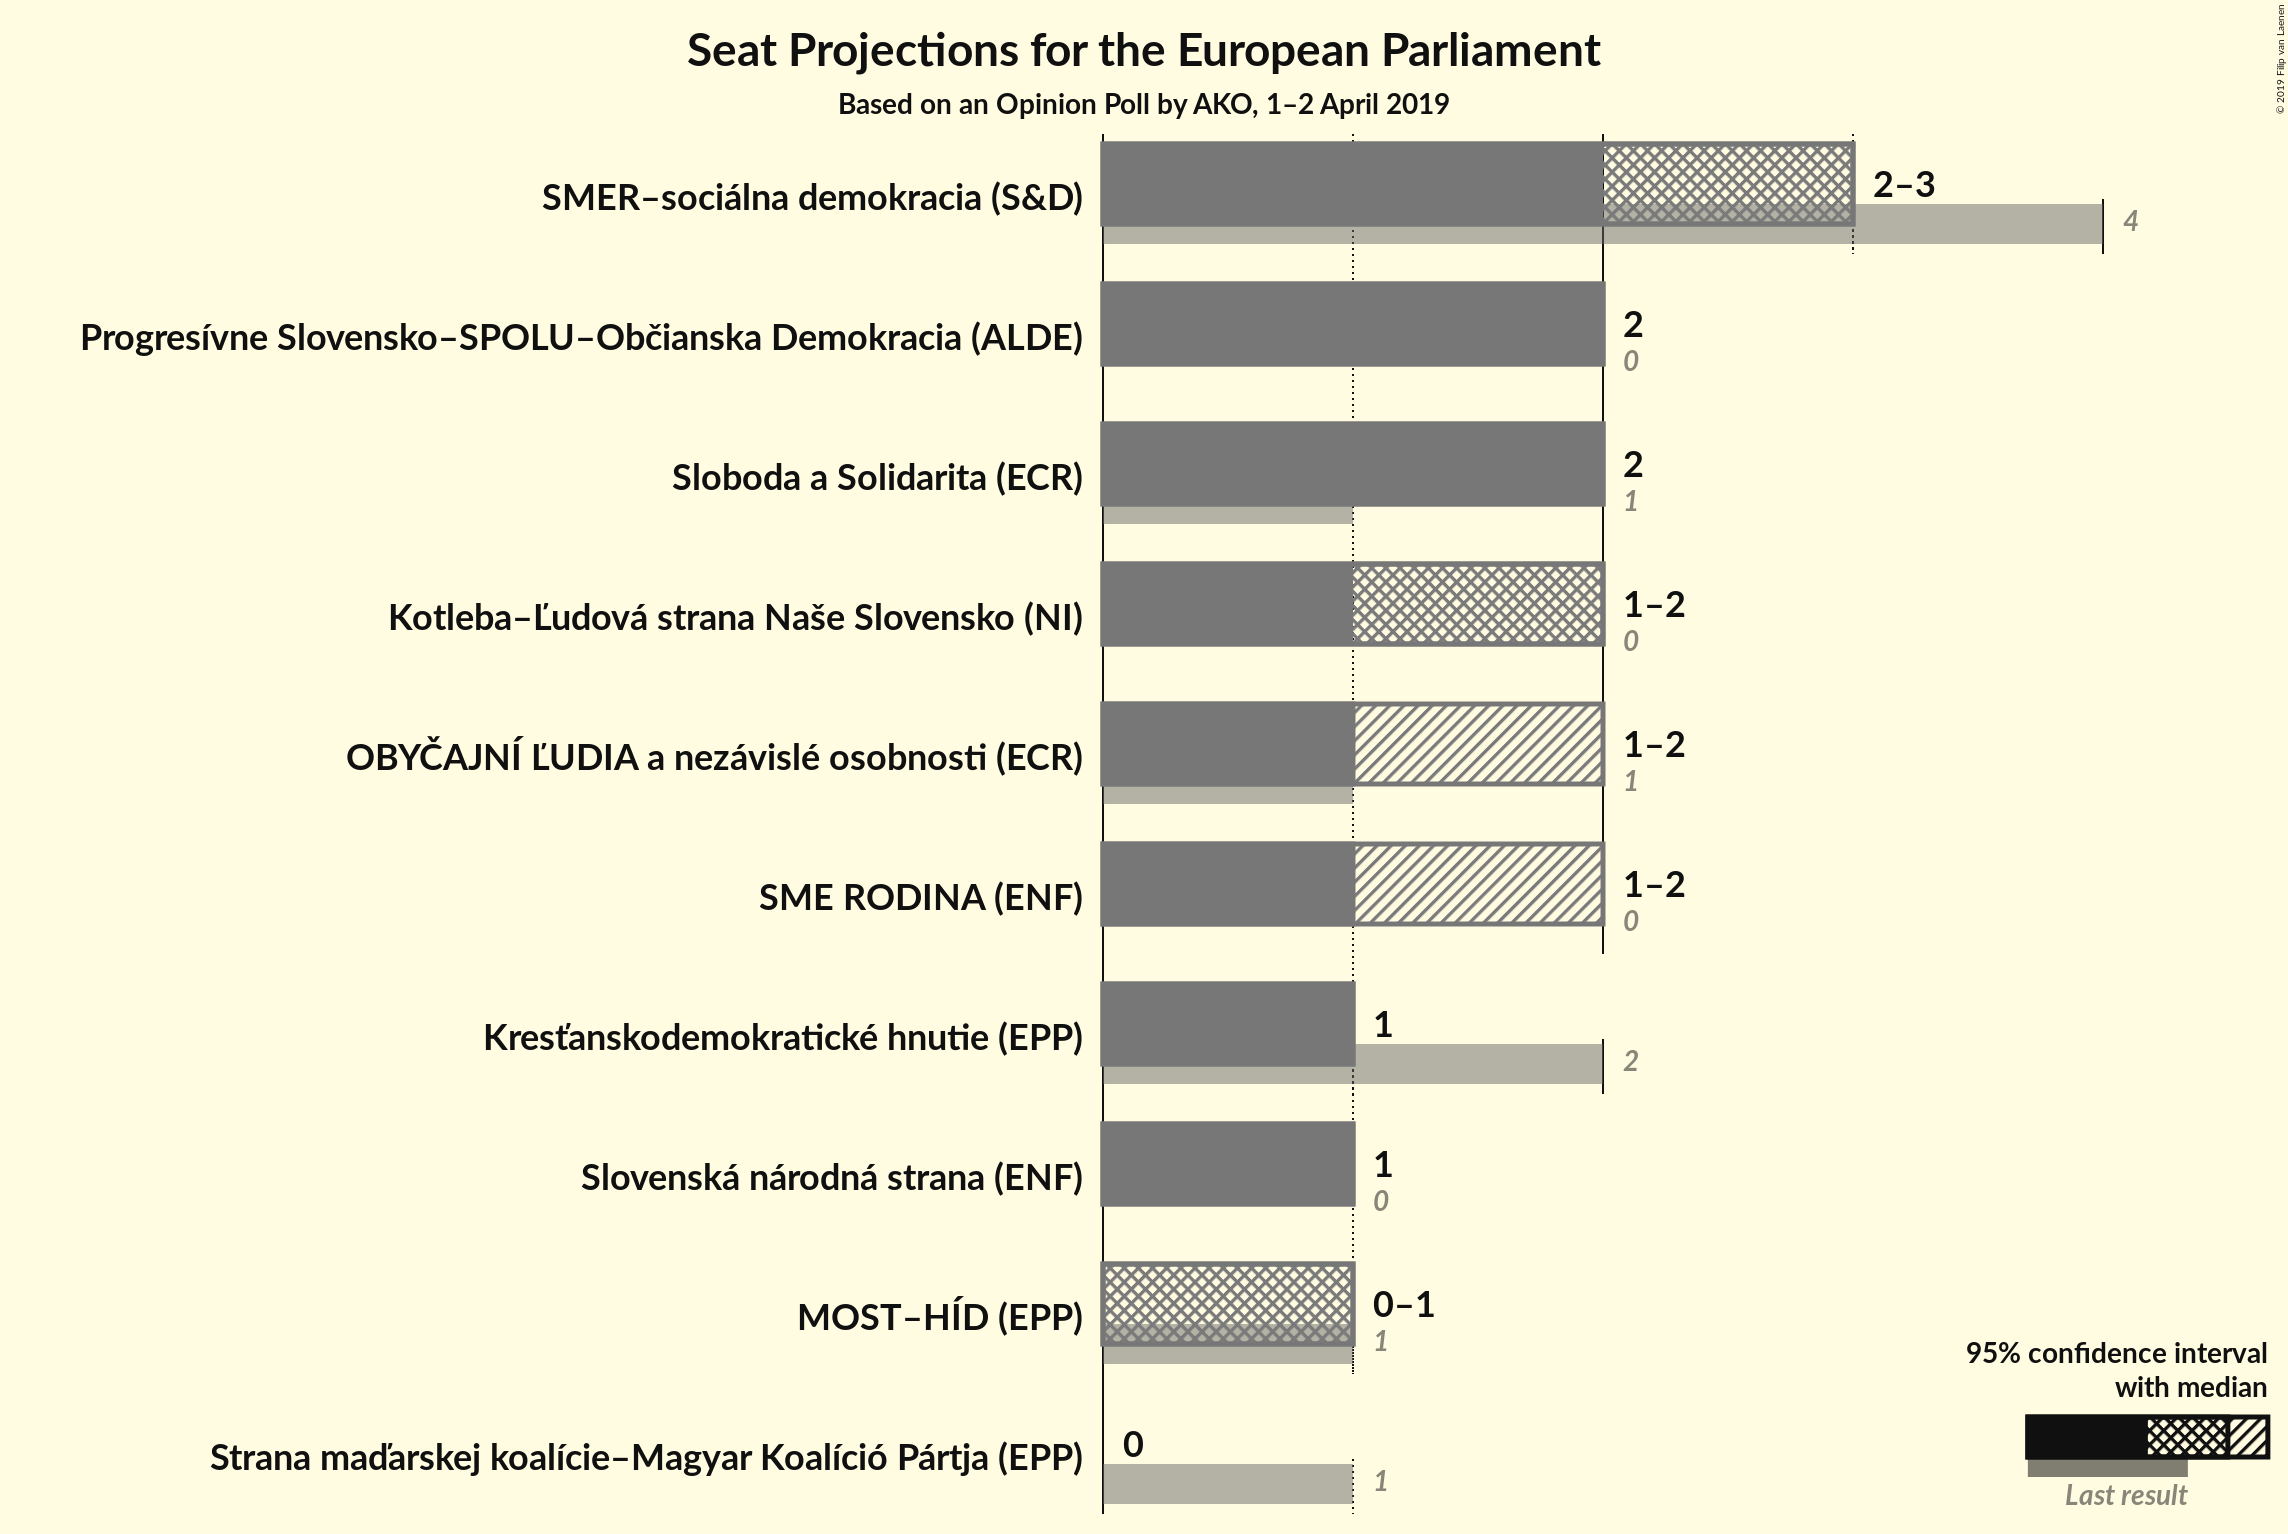 Seat Projections for the European Parliament
Based on an Opinion Poll by AKO, 1–2 April 2019
© 2019 Filip van Laenen
SMER–sociálna demokracia (S&D)
2–3
4
Progresívne Slovensko–SPOLU–Občianska Demokracia (ALDE)
2
0
Sloboda a Solidarita (ECR)
2
1
Kotleba–Ľudová strana Naše Slovensko (NI)
1–2
0
OBYČAJNÍ ĽUDIA a nezávislé osobnosti (ECR)
1–2
1
SME RODINA (ENF)
1–2
0
Kresťanskodemokratické hnutie (EPP)
1
2
Slovenská národná strana (ENF)
1
0
MOST–HÍD (EPP)
0–1
1
Strana maďarskej koalície–Magyar Koalíció Pártja (EPP)
0
1
95% confidence interval
with median
Last result